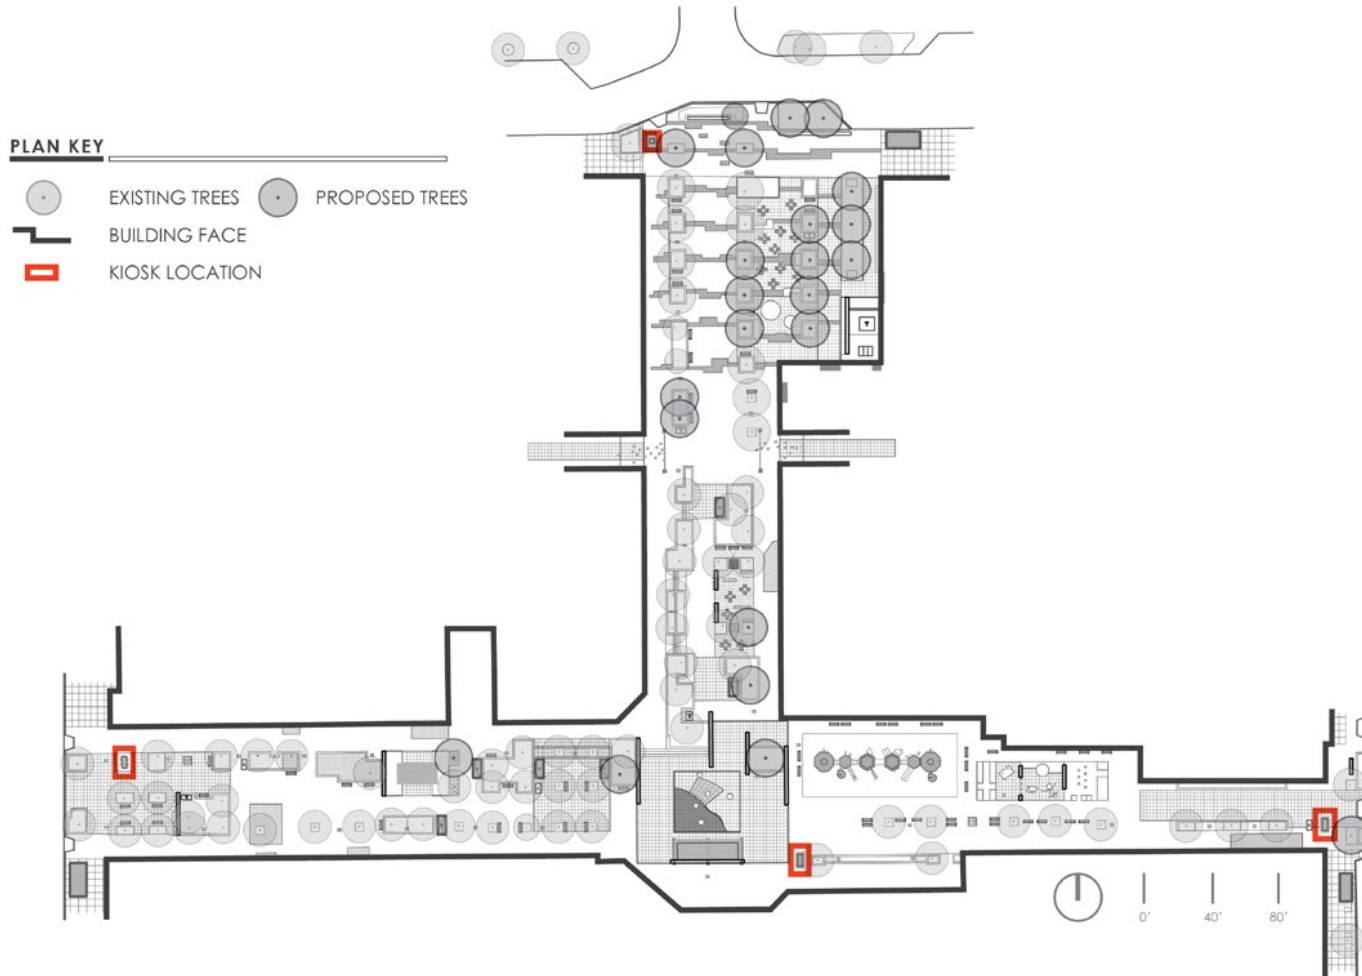 PLAN KEY
EXISTING TREES PROPOSED TREES
BUILDING FACE
KIOSK LOCATION
0' 40' 80'